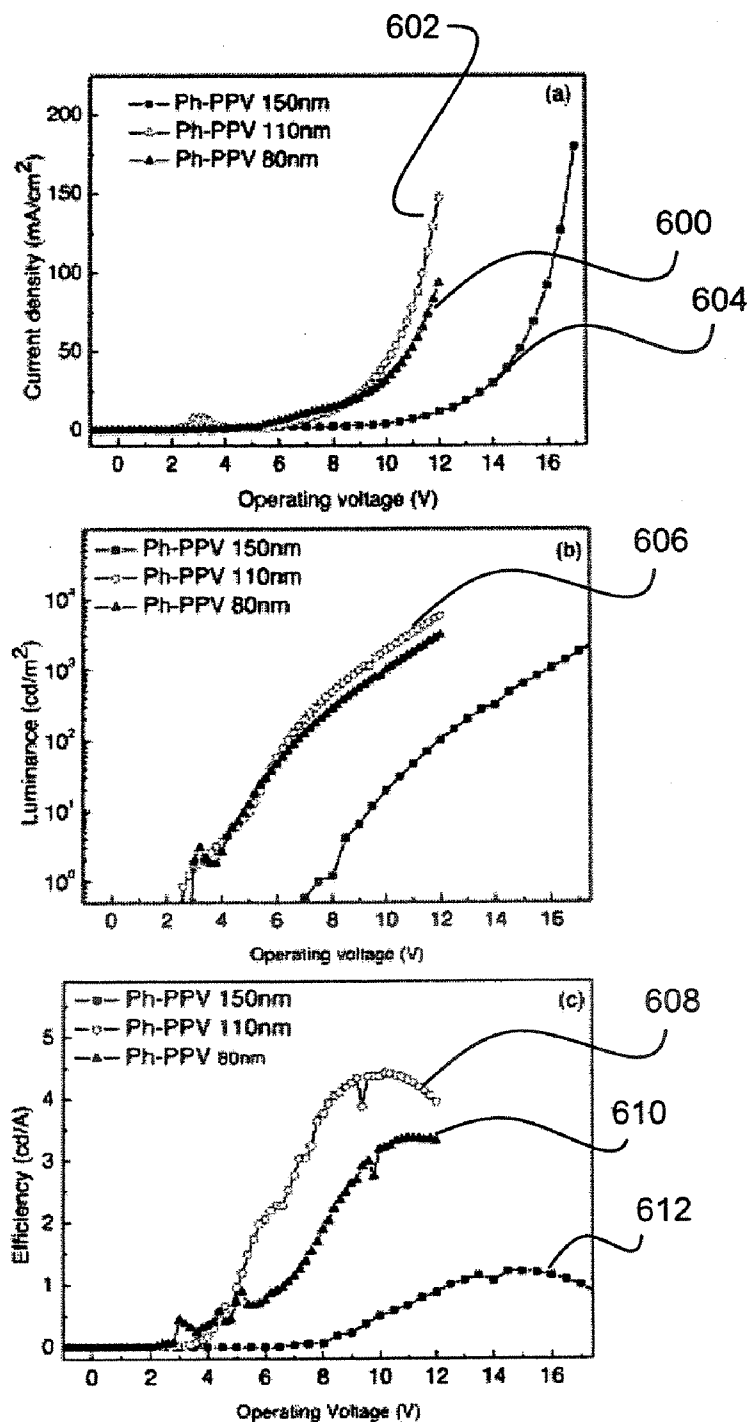 602
(a)
Ph-PPV 150nm
Ph-PPV 110nm
Ph-PPV 80nm
600
604
Current density (mA/cm²)
200
150
100
50
0
0 2 4 6 8 10 12 14 16
Operating voltage (V)
(b)
Ph-PPV 150nm
Ph-PPV 110nm
Ph-PPV 80nm
606
Luminance (cd/m²)
10³
10²
10¹
10⁰
0 2 4 6 8 10 12 14 16
Operating voltage (V)
(c)
Ph-PPV 150nm
Ph-PPV 110nm
Ph-PPV 80nm
608
610
612
Efficiency (cd/A)
5
4
3
2
1
0
0 2 4 6 8 10 12 14 16
Operating Voltage (V)